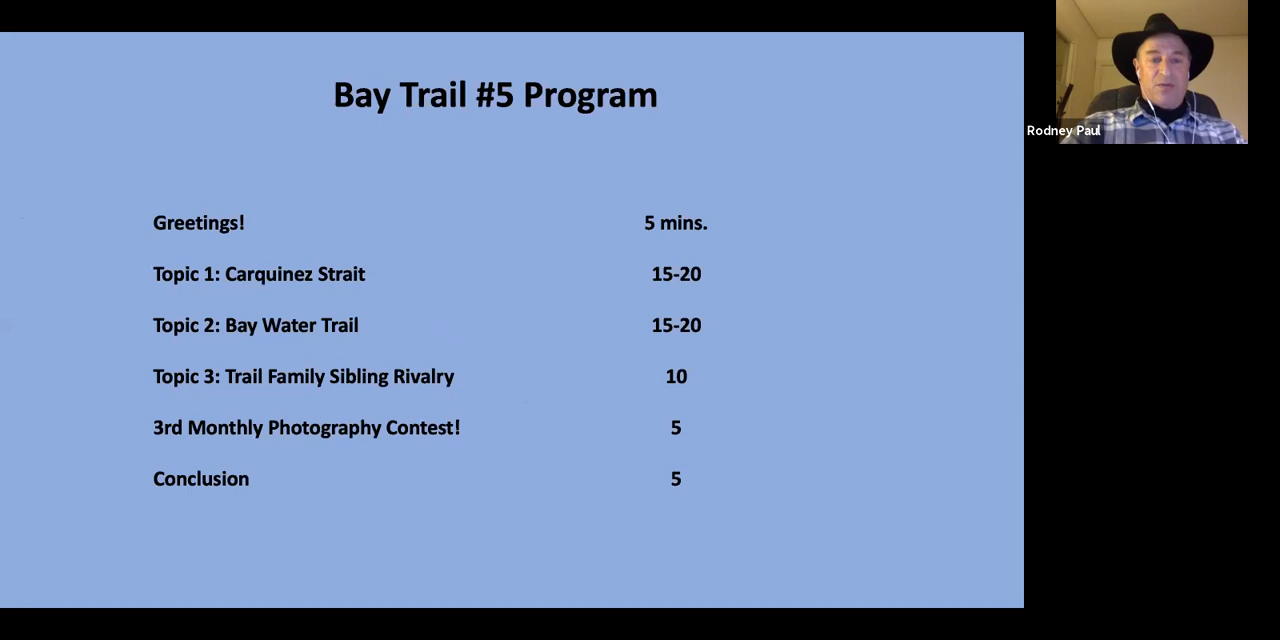 Bay Trail #5 Program
Greetings! 5 mins.
Topic 1: Carquinez Strait 15-20
Topic 2: Bay Water Trail 15-20
Topic 3: Trail Family Sibling Rivalry 10
3rd Monthly Photography Contest! 5
Conclusion 5
Rodney Paul